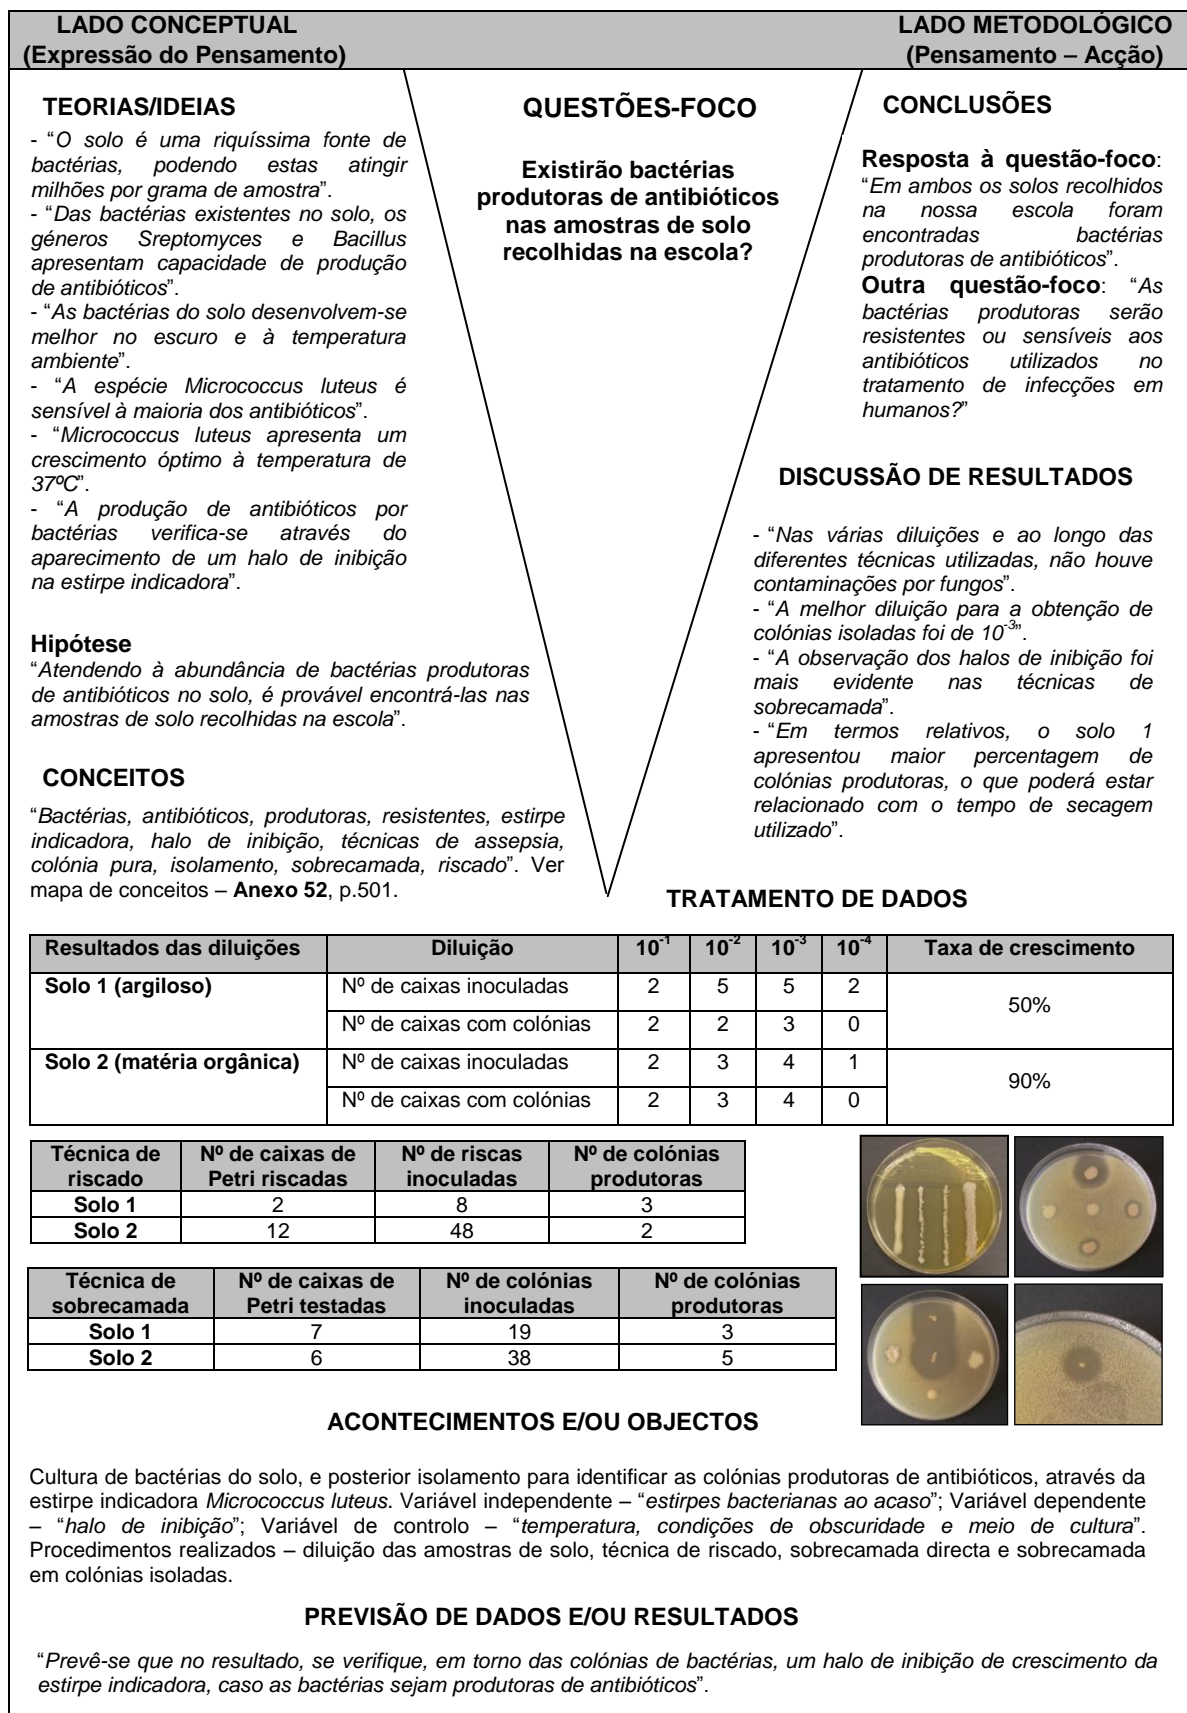 LADO CONCEPTUAL
(Expressão do Pensamento)
LADO METODOLÓGICO
(Pensamento – Acção)
TEORIAS/IDEIAS
- “O solo é uma riquíssima fonte de
bactérias, podendo estas atingir
milhões por grama de amostra”.
- “Das bactérias existentes no solo, os
géneros Sreptomyces e Bacillus
apresentam capacidade de produção
de antibióticos”.
- “As bactérias do solo desenvolvem-se
melhor no escuro e à temperatura
ambiente”.
- “A espécie Micrococcus luteus é
sensível à maioria dos antibióticos”.
- “Micrococcus luteus apresenta um
crescimento óptimo à temperatura de
37ºC”.
- “A produção de antibióticos por
bactérias verifica-se através do
aparecimento de um halo de inibição
na estirpe indicadora”.
Hipótese
“Atendendo à abundância de bactérias produtoras
de antibióticos no solo, é provável encontrá-las nas
amostras de solo recolhidas na escola”.
CONCEITOS
“Bactérias, antibióticos, produtoras, resistentes, estirpe
indicadora, halo de inibição, técnicas de assepsia,
colónia pura, isolamento, sobrecamada, riscado”. Ver
mapa de conceitos – Anexo 52, p.501.
QUESTÕES-FOCO
Existirão bactérias
produtoras de antibióticos
nas amostras de solo
recolhidas na escola?
CONCLUSÕES
Resposta à questão-foco:
“Em ambos os solos recolhidos
na nossa escola foram
encontradas bactérias
produtoras de antibióticos”.
Outra questão-foco: “As
bactérias produtoras serão
resistentes ou sensíveis aos
antibióticos utilizados no
tratamento de infecções em
humanos?”
DISCUSSÃO DE RESULTADOS
- “Nas várias diluições e ao longo das
diferentes técnicas utilizadas, não houve
contaminações por fungos”.
- “A melhor diluição para a obtenção de
colónias isoladas foi de 10⁻³”.
- “A observação dos halos de inibição foi
mais evidente nas técnicas de
sobrecamada”.
- “Em termos relativos, o solo 1
apresentou maior percentagem de
colónias produtoras, o que poderá estar
relacionado com o tempo de secagem
utilizado”.
TRATAMENTO DE DADOS
Resultados das diluições Diluição 10⁻¹ 10⁻² 10⁻³ 10⁻⁴ Taxa de crescimento
Solo 1 (argiloso) Nº de caixas inoculadas 2 5 5 2 50%
Nº de caixas com colónias 2 2 3 0
Solo 2 (matéria orgânica) Nº de caixas inoculadas 2 3 4 1 90%
Nº de caixas com colónias 2 3 4 0
Técnica de riscado Nº de caixas de Petri riscadas Nº de riscas inoculadas Nº de colónias produtoras
Solo 1 2 8 3
Solo 2 12 48 2
Técnica de sobrecamada Nº de caixas de Petri testadas Nº de colónias inoculadas Nº de colónias produtoras
Solo 1 7 19 3
Solo 2 6 38 5
ACONTECIMENTOS E/OU OBJECTOS
Cultura de bactérias do solo, e posterior isolamento para identificar as colónias produtoras de antibióticos, através da
estirpe indicadora Micrococcus luteus. Variável independente – “estirpes bacterianas ao acaso”; Variável dependente
– “halo de inibição”; Variável de controlo – “temperatura, condições de obscuridade e meio de cultura”.
Procedimentos realizados – diluição das amostras de solo, técnica de riscado, sobrecamada directa e sobrecamada
em colónias isoladas.
PREVISÃO DE DADOS E/OU RESULTADOS
“Prevê-se que no resultado, se verifique, em torno das colónias de bactérias, um halo de inibição de crescimento da
estirpe indicadora, caso as bactérias sejam produtoras de antibióticos”.